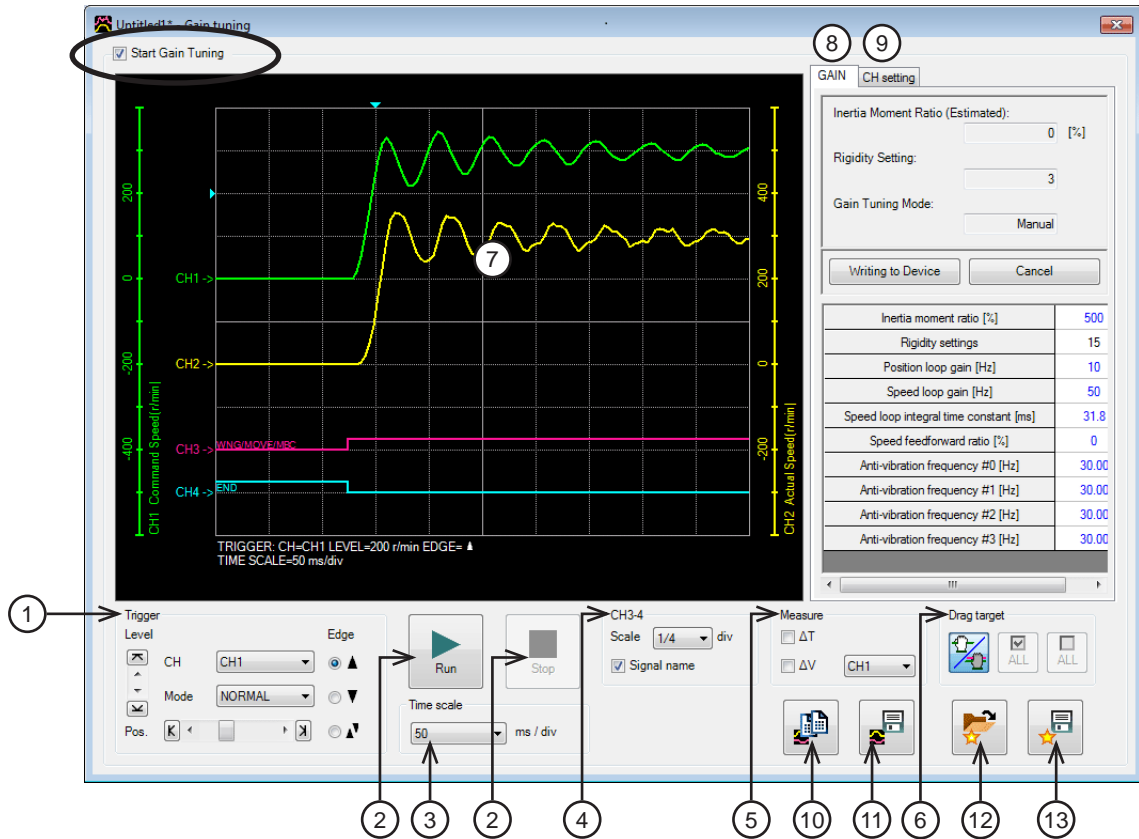 Untitled1* - Gain tuning
Start Gain Tuning
8
9
GAIN
CH setting
Inertia Moment Ratio (Estimated):
0 [%]
Rigidity Setting:
3
Gain Tuning Mode:
Manual
Writing to Device
Cancel
Inertia moment ratio [%] 500
Rigidity settings 15
Position loop gain [Hz] 10
Speed loop gain [Hz] 50
Speed loop integral time constant [ms] 31.8
Speed feedforward ratio [%] 0
Anti-vibration frequency #0 [Hz] 30.00
Anti-vibration frequency #1 [Hz] 30.00
Anti-vibration frequency #2 [Hz] 30.00
Anti-vibration frequency #3 [Hz] 30.00
200
0
-200
-400
CH1 Command Speed[r/min]
CH1 ->
CH2 ->
CH3 ->
WNG/MOVE/MBC
CH4 ->
END
7
400
200
0
-200
CH2 Actual Speed[r/min]
TRIGGER: CH=CH1 LEVEL=200 r/min EDGE=
TIME SCALE=50 ms/div
1
Trigger
Level
Edge
CH CH1
Mode NORMAL
Pos.
Run
Stop
Time scale
50 ms / div
CH3-4
Scale 1/4 div
Signal name
Measure
ΔT
ΔV CH1
Drag target
ALL
ALL
2
3
2
4
5
10
11
6
12
13